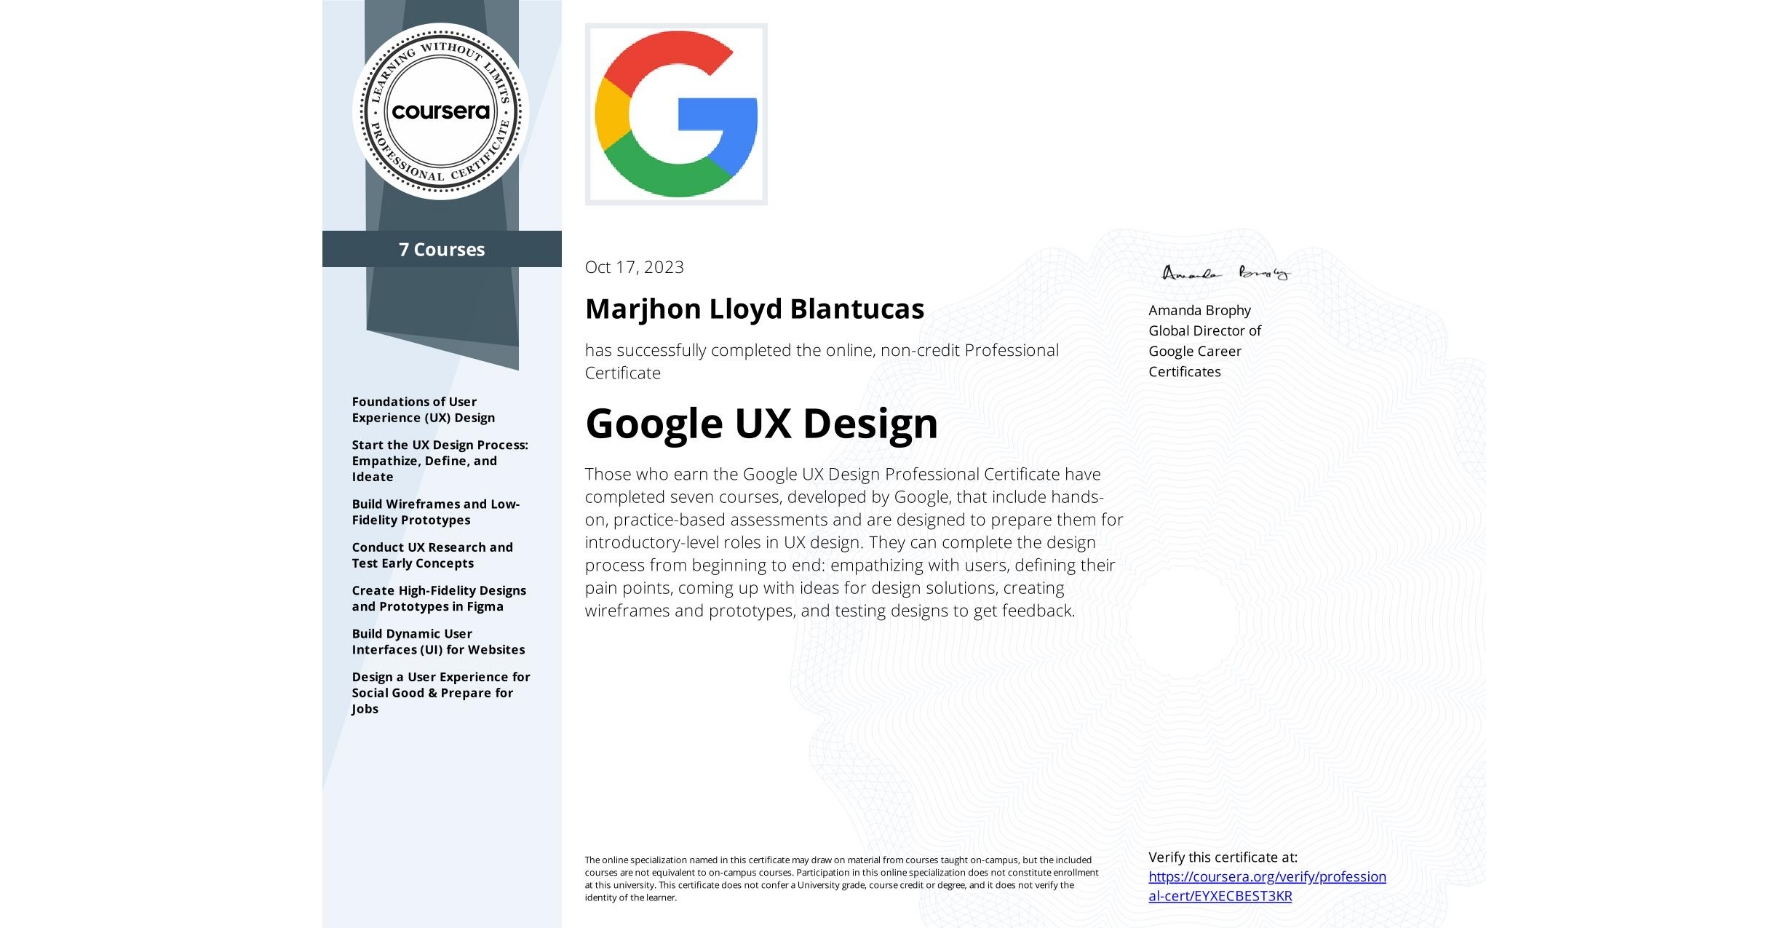 LEARNING WITHOUT LIMITS
coursera
PROFESSIONAL CERTIFICATE
7 Courses
Foundations of User
Experience (UX) Design
Start the UX Design Process:
Empathize, Define, and
Ideate
Build Wireframes and Low-
Fidelity Prototypes
Conduct UX Research and
Test Early Concepts
Create High-Fidelity Designs
and Prototypes in Figma
Build Dynamic User
Interfaces (UI) for Websites
Design a User Experience for
Social Good & Prepare for
Jobs
Oct 17, 2023
Marjhon Lloyd Blantucas
has successfully completed the online, non-credit Professional
Certificate
Google UX Design
Those who earn the Google UX Design Professional Certificate have
completed seven courses, developed by Google, that include hands-
on, practice-based assessments and are designed to prepare them for
introductory-level roles in UX design. They can complete the design
process from beginning to end: empathizing with users, defining their
pain points, coming up with ideas for design solutions, creating
wireframes and prototypes, and testing designs to get feedback.
Amanda Brophy
Amanda Brophy
Global Director of
Google Career
Certificates
The online specialization named in this certificate may draw on material from courses taught on-campus, but the included
courses are not equivalent to on-campus courses. Participation in this online specialization does not constitute enrollment
at this university. This certificate does not confer a University grade, course credit or degree, and it does not verify the
identity of the learner.
Verify this certificate at:
https://coursera.org/verify/profession
al-cert/EYXECBEST3KR